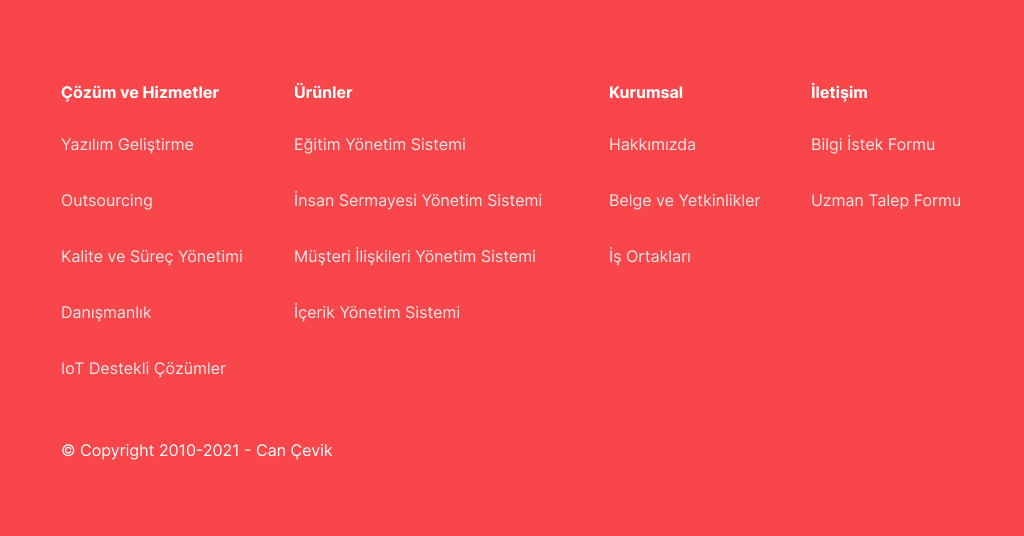 Çözüm ve Hizmetler
Yazılım Geliştirme
Outsourcing
Kalite ve Süreç Yönetimi
Danışmanlık
IoT Destekli Çözümler
Ürünler
Eğitim Yönetim Sistemi
İnsan Sermayesi Yönetim Sistemi
Müşteri İlişkileri Yönetim Sistemi
İçerik Yönetim Sistemi
Kurumsal
Hakkımızda
Belge ve Yetkinlikler
İş Ortakları
İletişim
Bilgi İstek Formu
Uzman Talep Formu
© Copyright 2010-2021 - Can Çevik